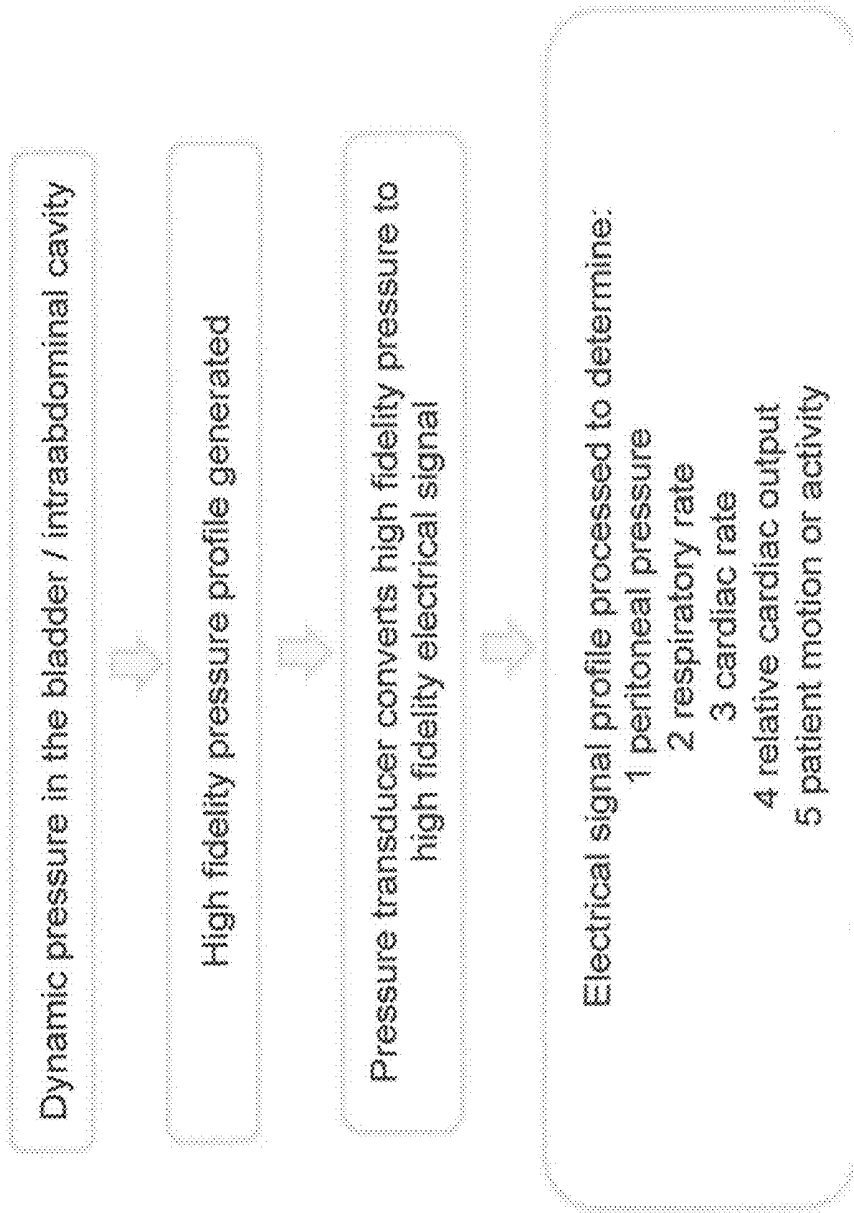 Dynamic pressure in the bladder / intraabdominal cavity
High fidelity pressure profile generated
Pressure transducer converts high fidelity pressure to
high fidelity electrical signal
Electrical signal profile processed to determine:
1 peritoneal pressure
2 respiratory rate
3 cardiac rate
4 relative cardiac output
5 patient motion or activity